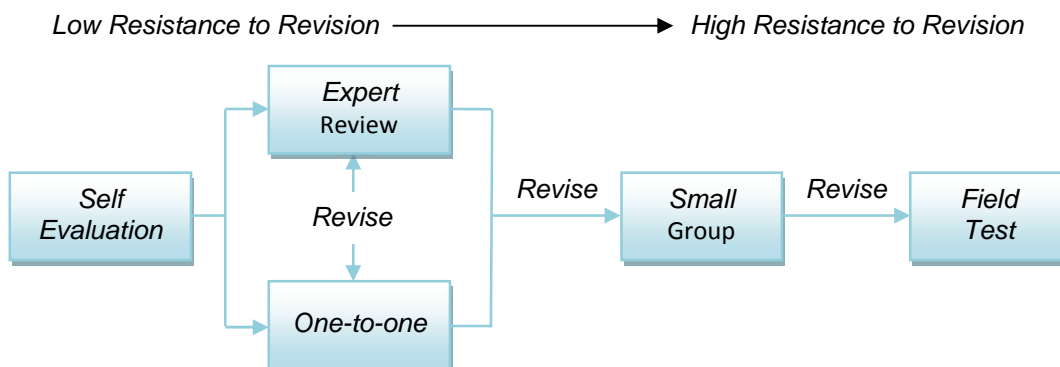 Low Resistance to Revision
High Resistance to Revision
Expert
Review
Self
Evaluation
Revise
One-to-one
Revise
Small
Group
Revise
Field
Test